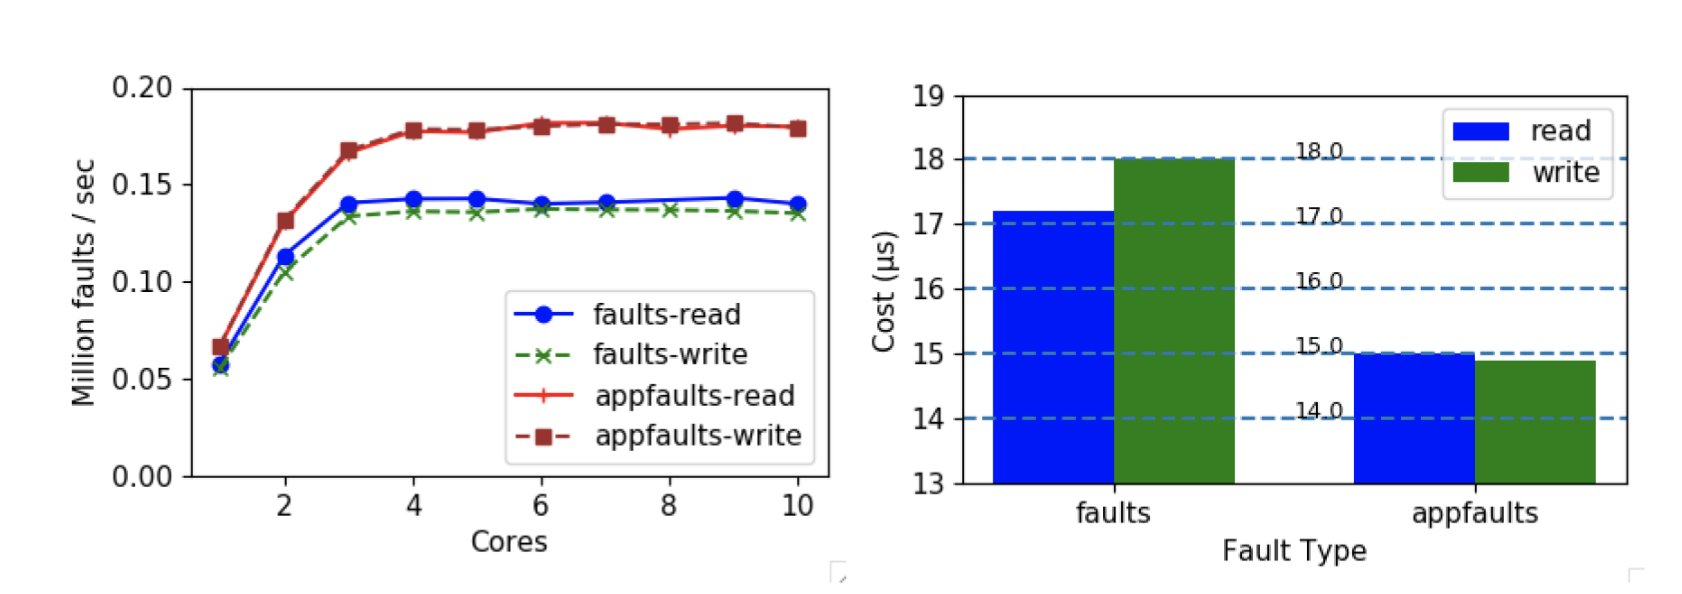 0.20
0.15
0.10
0.05
0.00
Million faults / sec
faults-read
faults-write
appfaults-read
appfaults-write
2 4 6 8 10
Cores
19
18
17
16
15
14
13
Cost (μs)
read
write
18.0
17.0
16.0
15.0
14.0
faults appfaults
Fault Type